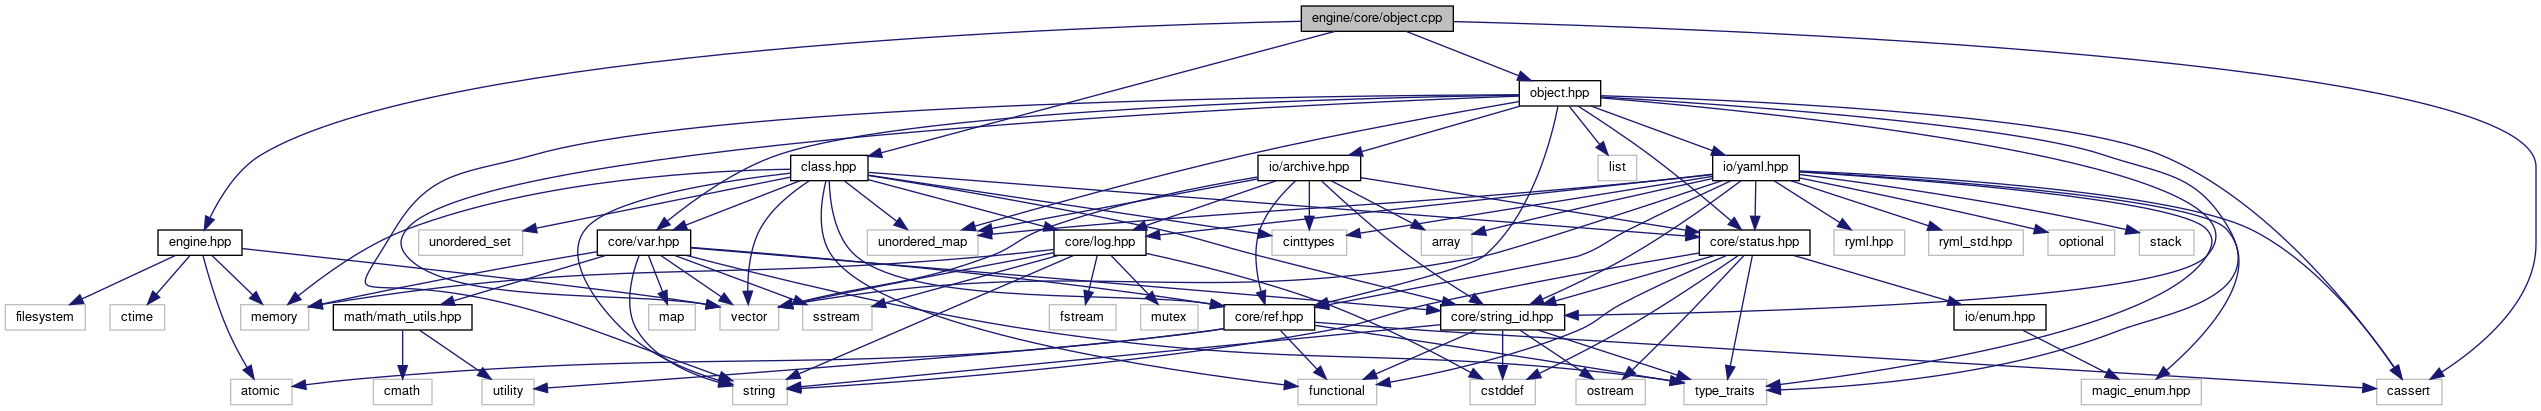 engine/core/object.cpp
object.hpp
class.hpp
io/archive.hpp
list
io/yaml.hpp
engine.hpp
unordered_set
core/var.hpp
unordered_map
core/log.hpp
cinttypes
array
core/status.hpp
ryml.hpp
ryml_std.hpp
optional
stack
filesystem
ctime
memory
math/math_utils.hpp
map
vector
sstream
fstream
mutex
core/ref.hpp
core/string_id.hpp
io/enum.hpp
atomic
cmath
utility
string
functional
cstddef
ostream
type_traits
magic_enum.hpp
cassert